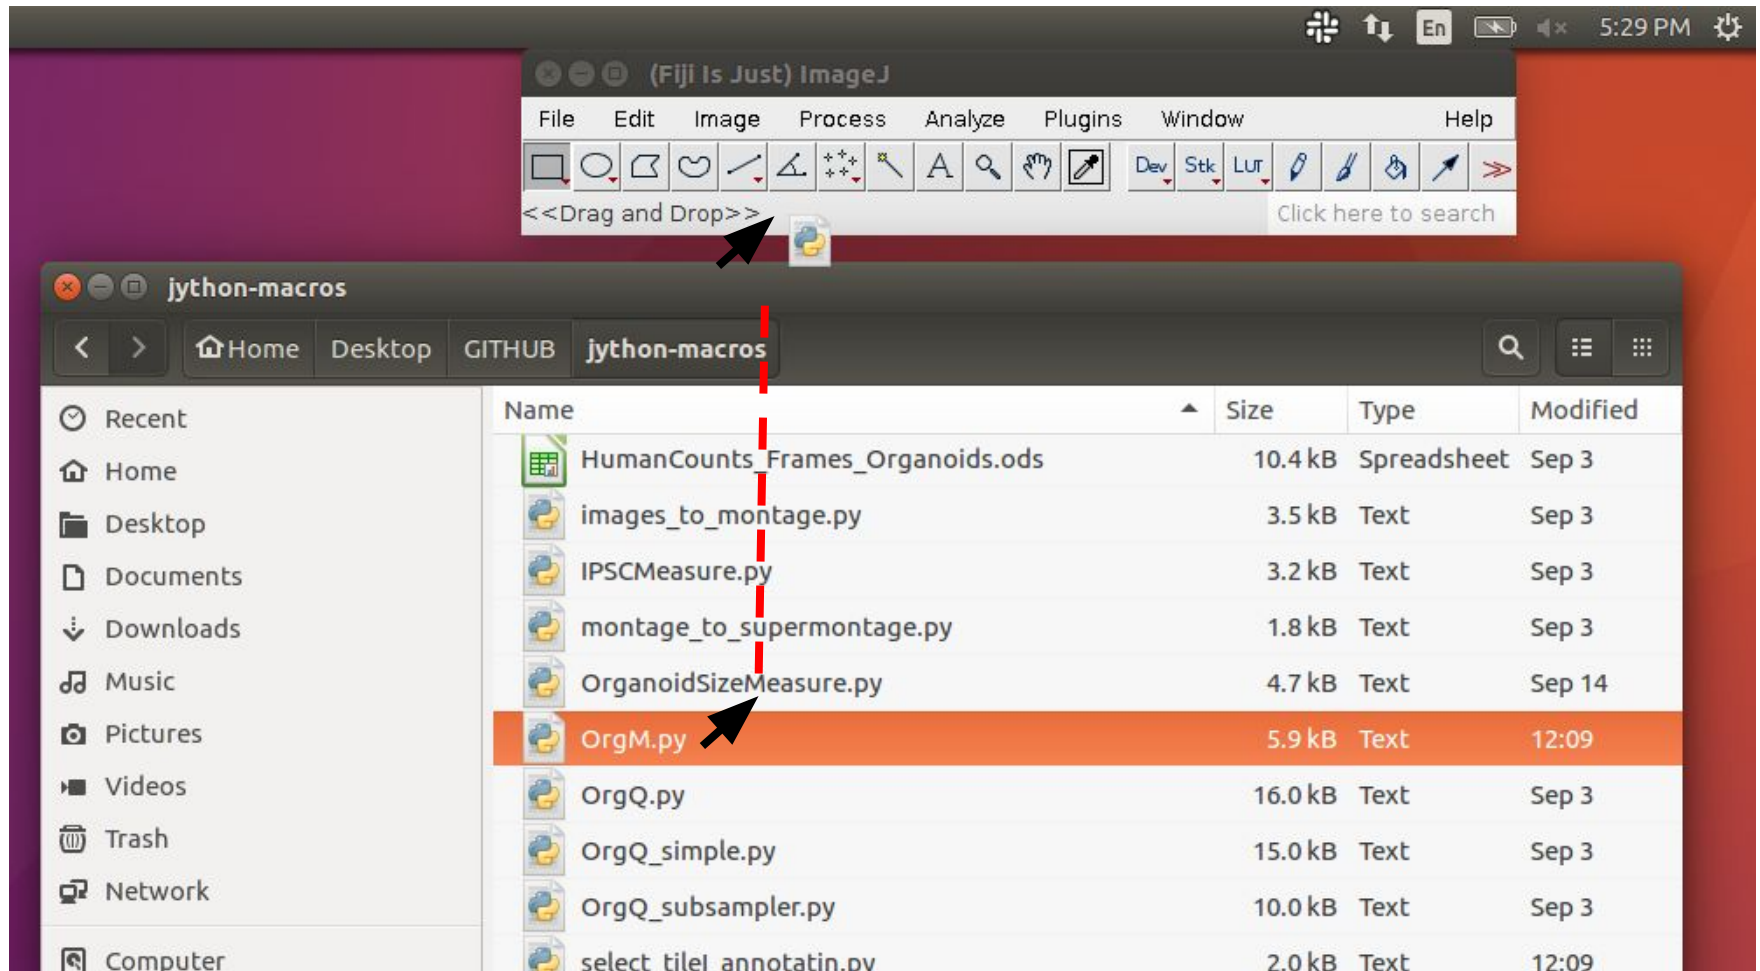 En 5:29 PM
(Fiji Is Just) ImageJ
File Edit Image Process Analyze Plugins Window Help
A Dev Stk LUT
<<Drag and Drop>> Click here to search
jython-macros
Home Desktop GITHUB jython-macros
Recent
Home
Desktop
Documents
Downloads
Music
Pictures
Videos
Trash
Network
Computer
Name Size Type Modified
HumanCounts_Frames_Organoids.ods 10.4 kB Spreadsheet Sep 3
images_to_montage.py 3.5 kB Text Sep 3
IPSCMeasure.py 3.2 kB Text Sep 3
montage_to_supermontage.py 1.8 kB Text Sep 3
OrganoidSizeMeasure.py 4.7 kB Text Sep 14
OrgM.py 5.9 kB Text 12:09
OrgQ.py 16.0 kB Text Sep 3
OrgQ_simple.py 15.0 kB Text Sep 3
OrgQ_subsampler.py 10.0 kB Text Sep 3
2.0 kB Text 12:09